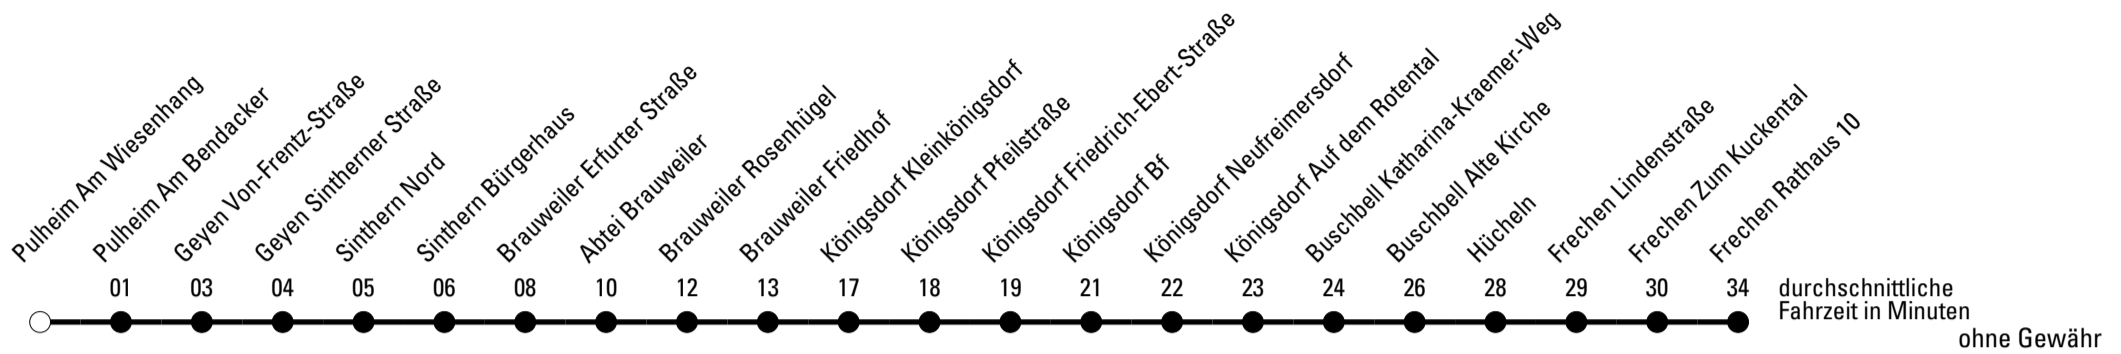 Pulheim Am Wiesenhang
Pulheim Am Bendacker
Geyen Von-Frentz-Straße
Geyen Sintherner Straße
Sinthern Nord
Sinthern Bürgerhaus
Brauweiler Erfurter Straße
Abtei Brauweiler
Brauweiler Rosenhügel
Brauweiler Friedhof
Königsdorf Kleinkönigsdorf
Königsdorf Pfeilstraße
Königsdorf Friedrich-Ebert-Straße
Königsdorf Bf
Königsdorf Neufreimersdorf
Königsdorf Auf dem Rotental
Buschbell Katharina-Kraemer-Weg
Buschbell Alte Kirche
Hücheln
Frechen Lindenstraße
Frechen Zum Kuckental
Frechen Rathaus 10
01 03 04 05 06 08 10 12 13 17 18 19 21 22 23 24 26 28 29 30 34 durchschnittliche
Fahrzeit in Minuten
ohne Gewähr